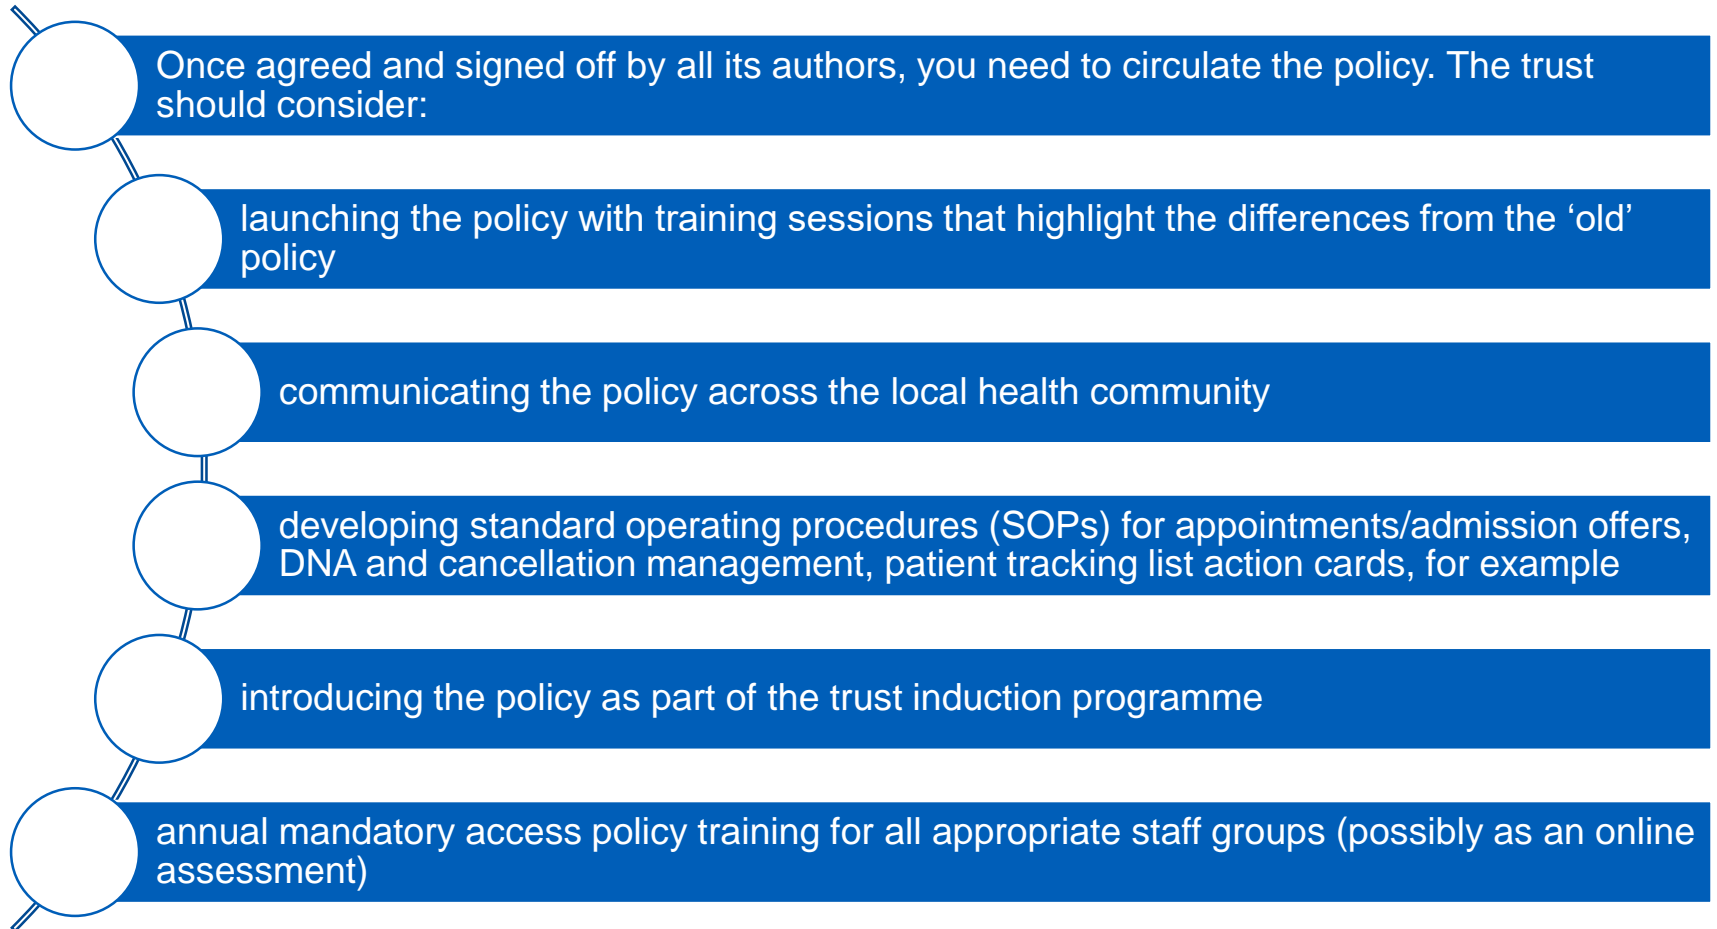 Once agreed and signed off by all its authors, you need to circulate the policy. The trust
should consider:
launching the policy with training sessions that highlight the differences from the ‘old’
policy
communicating the policy across the local health community
developing standard operating procedures (SOPs) for appointments/admission offers,
DNA and cancellation management, patient tracking list action cards, for example
introducing the policy as part of the trust induction programme
annual mandatory access policy training for all appropriate staff groups (possibly as an online
assessment)